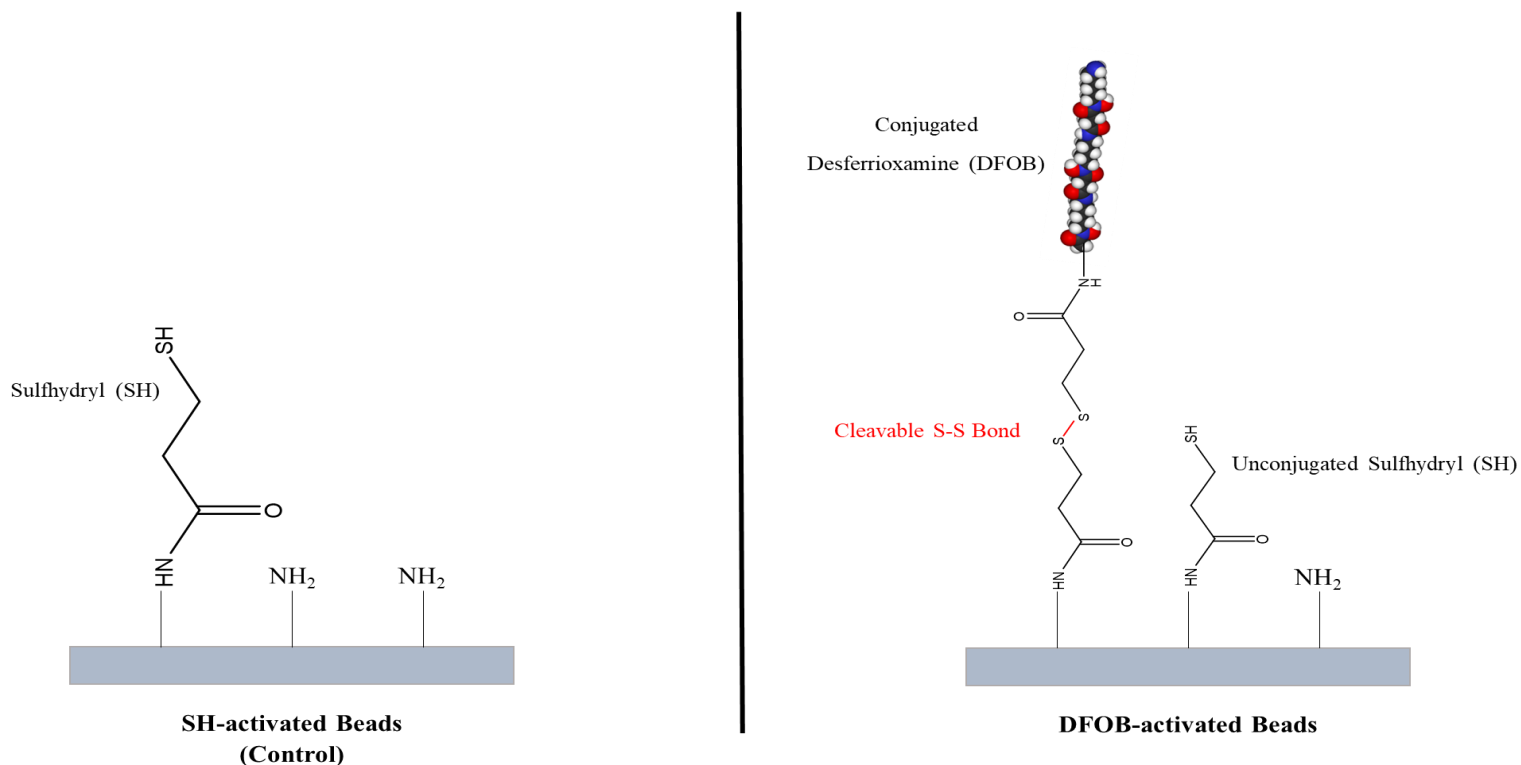 SH
Sulfhydryl (SH)
O
HN
NH2
NH2
SH-activated Beads
(Control)
Conjugated
Desferrioxamine (DFOB)
NH
O
S
Cleavable S-S Bond
S
SH
Unconjugated Sulfhydryl (SH)
O
O
HN
HN
NH2
DFOB-activated Beads